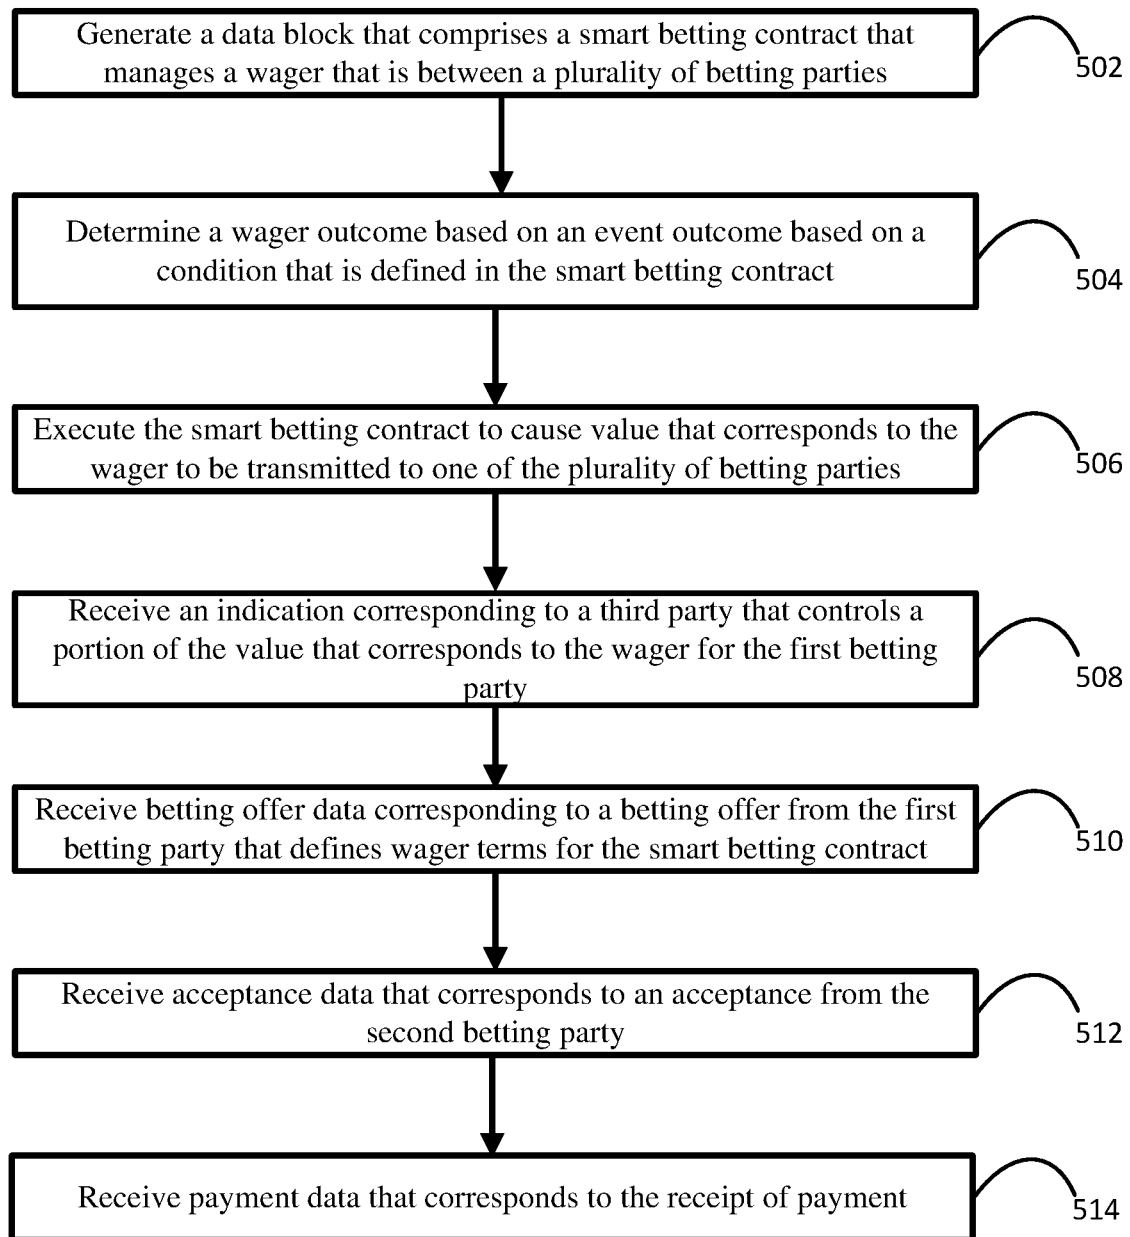 Generate a data block that comprises a smart betting contract that
manages a wager that is between a plurality of betting parties
502
Determine a wager outcome based on an event outcome based on a
condition that is defined in the smart betting contract
504
Execute the smart betting contract to cause value that corresponds to the
wager to be transmitted to one of the plurality of betting parties
506
Receive an indication corresponding to a third party that controls a
portion of the value that corresponds to the wager for the first betting
party
508
Receive betting offer data corresponding to a betting offer from the first
betting party that defines wager terms for the smart betting contract
510
Receive acceptance data that corresponds to an acceptance from the
second betting party
512
Receive payment data that corresponds to the receipt of payment
514